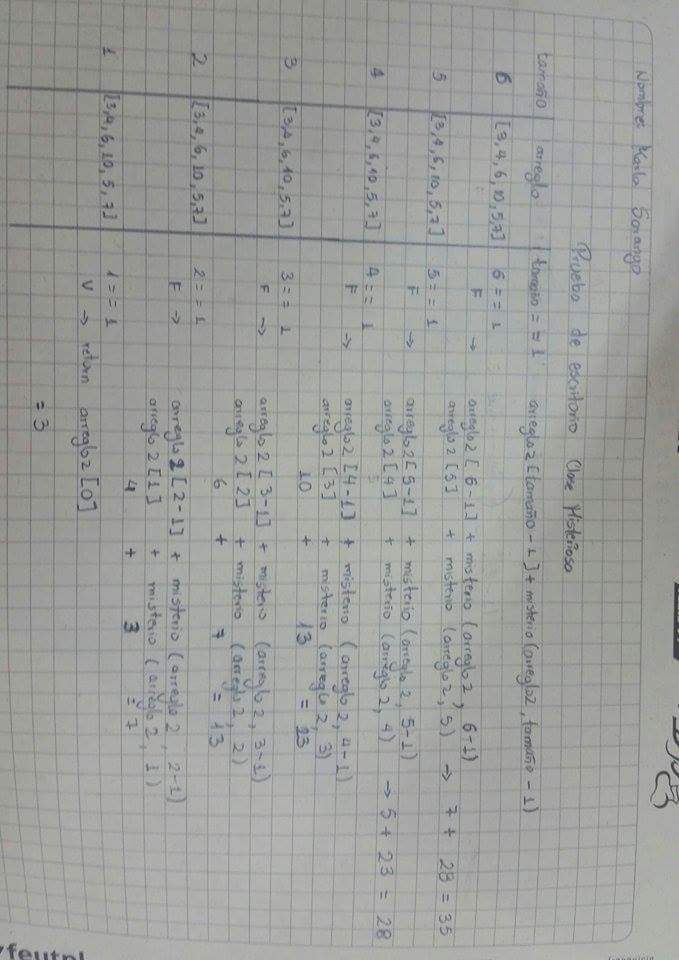 Nombre: Karla Sarango
Prueba de escritorio Clase Misterioso
tamaño arreglo tamaño == 1 arreglo2[tamaño-1] + misterio(arreglo2, tamaño-1)
6 [3,4,6,10,5,7] 6 == 1 arreglo2[6-1] + misterio (arreglo2, 6-1)
F → arreglo2[5] + misterio (arreglo2, 5) → 7 + 28 = 35
5 [3,4,6,10,5,7] 5 == 1 arreglo2[5-1] + misterio (arreglo2, 5-1)
F → arreglo2[4] + misterio (arreglo2, 4) → 5 + 23 = 28
4 [3,4,6,10,5,7] 4 == 1 arreglo2[4-1] + misterio (arreglo2, 4-1)
F → arreglo2[3] + misterio (arreglo2, 3)
10 + 13 = 23
3 [3,4,6,10,5,7] 3 == 1 arreglo2[3-1] + misterio (arreglo2, 3-1)
F → arreglo2[2] + misterio (arreglo2, 2)
6 + 7 = 13
2 [3,4,6,10,5,7] 2 == 1 arreglo2[2-1] + misterio (arreglo2, 2-1)
F → arreglo2[1] + misterio (arreglo2, 1)
4 + 3 = 7
1 [3,4,6,10,5,7] 1 == 1
V → return arreglo2[0]
= 3